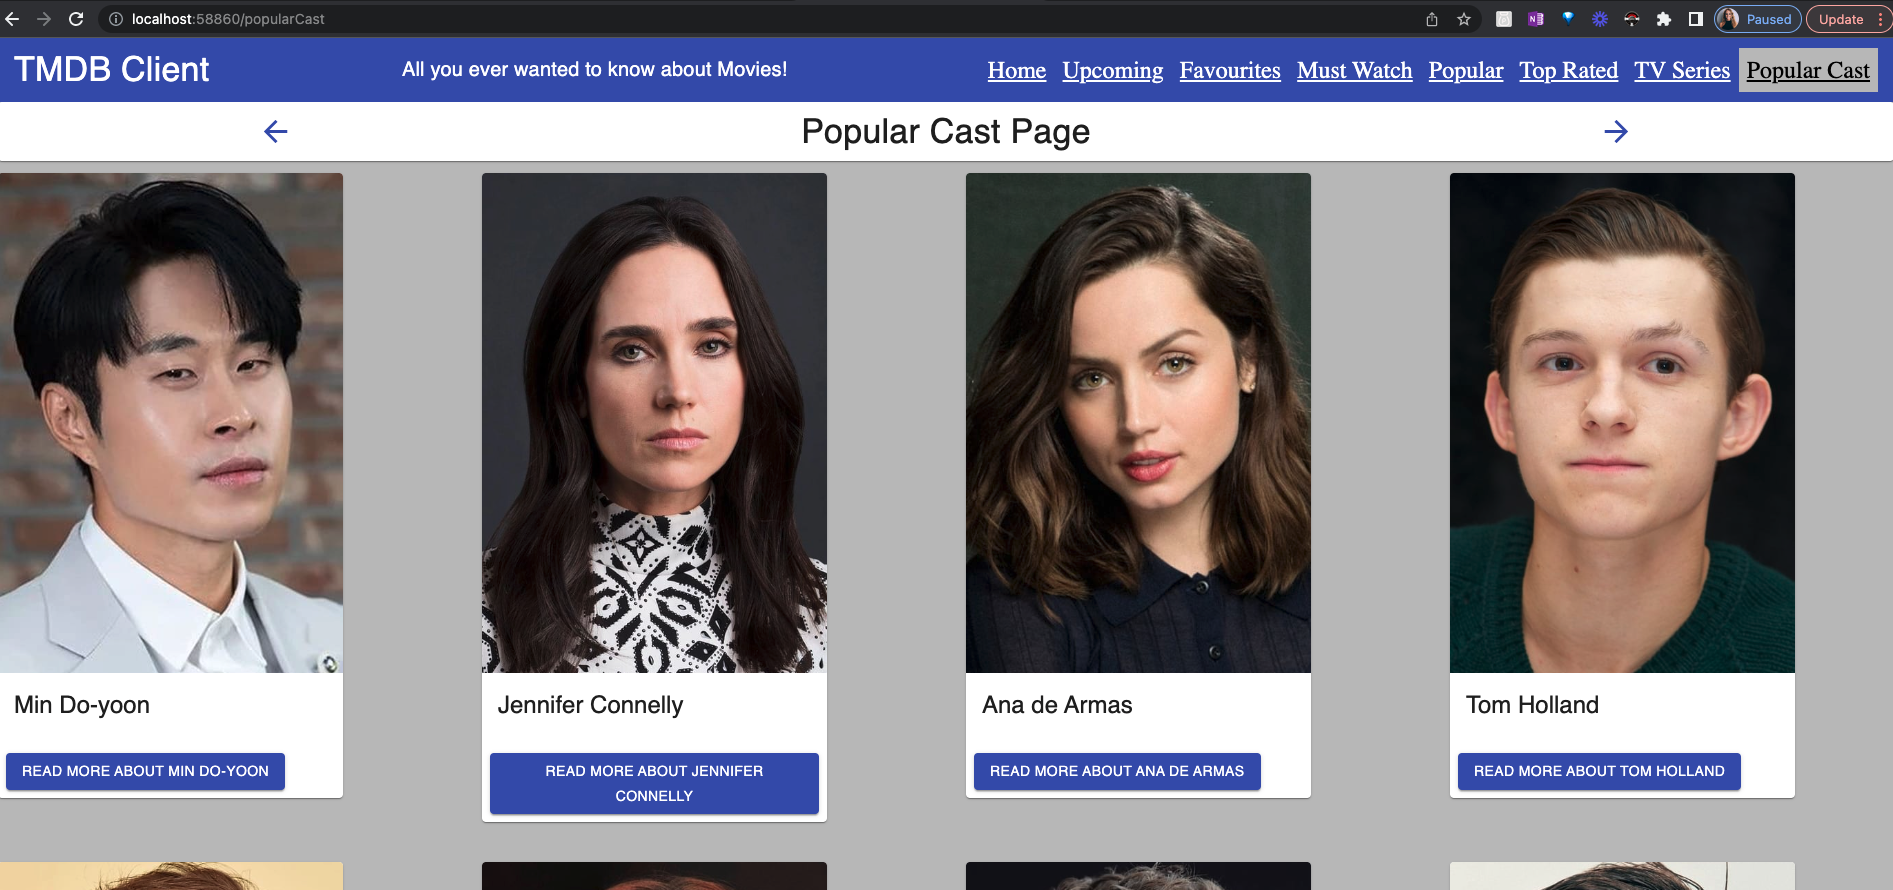 localhost:58860/popularCast
Paused
Update
TMDB Client
All you ever wanted to know about Movies!
Home Upcoming Favourites Must Watch Popular Top Rated TV Series Popular Cast
Popular Cast Page
Min Do-yoon
READ MORE ABOUT MIN DO-YOON
Jennifer Connelly
READ MORE ABOUT JENNIFER
CONNELLY
Ana de Armas
READ MORE ABOUT ANA DE ARMAS
Tom Holland
READ MORE ABOUT TOM HOLLAND